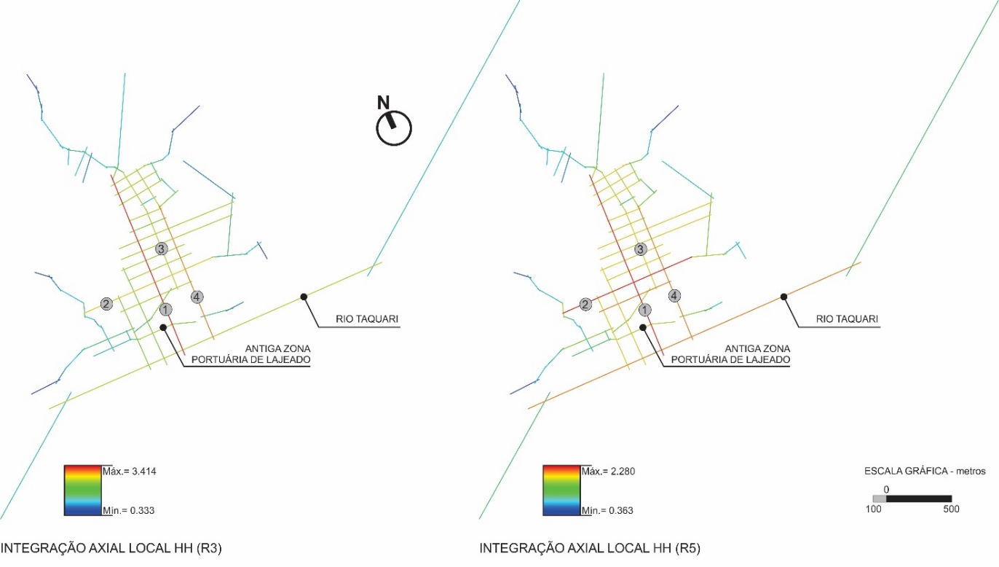 N
3
2
4
1
RIO TAQUARI
ANTIGA ZONA
PORTUÁRIA DE LAJEADO
Máx.= 3.414
Mín.= 0.333
INTEGRAÇÃO AXIAL LOCAL HH (R3)
3
2
4
1
RIO TAQUARI
ANTIGA ZONA
PORTUÁRIA DE LAJEADO
Máx.= 2.280
Mín.= 0.363
INTEGRAÇÃO AXIAL LOCAL HH (R5)
ESCALA GRÁFICA - metros
0
100 500